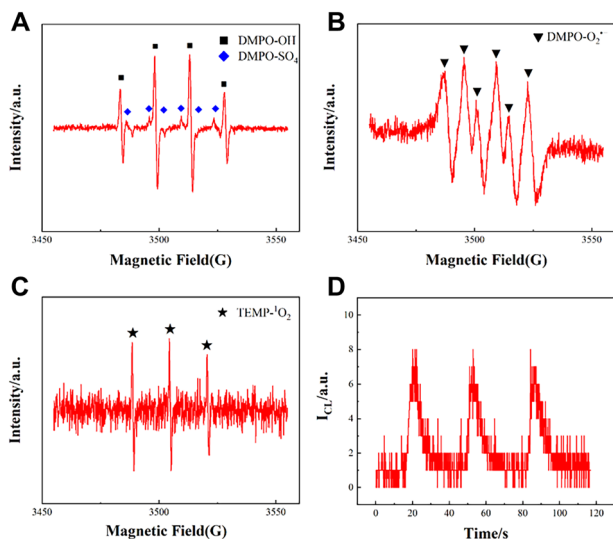 A
DMPO-OH
DMPO-SO₄
Intensity/a.u.
3450 3500 3550
Magnetic Field(G)
B
DMPO-O₂•⁻
Intensity/a.u.
3450 3500 3550
Magnetic Field(G)
C
TEMP-¹O₂
Intensity/a.u.
3450 3500 3550
Magnetic Field(G)
D
I_CL/a.u.
10
8
6
4
2
0
0 20 40 60 80 100 120
Time/s